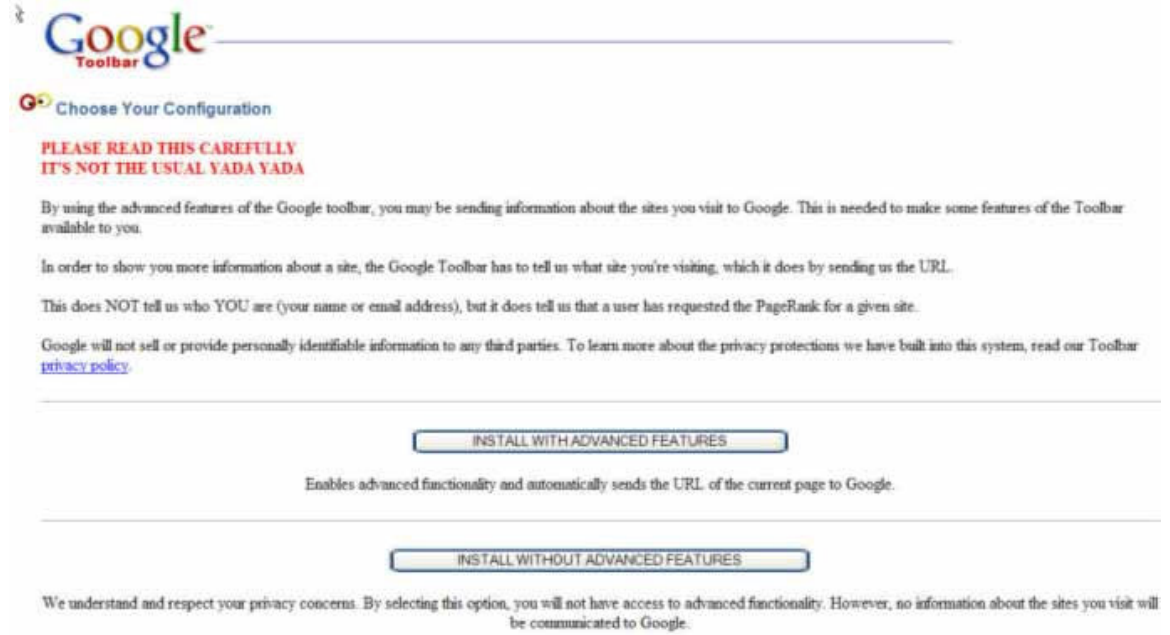 Google™
Toolbar
Choose Your Configuration
PLEASE READ THIS CAREFULLY
IT'S NOT THE USUAL YADA YADA
By using the advanced features of the Google toolbar, you may be sending information about the sites you visit to Google. This is needed to make some features of the Toolbar
available to you.
In order to show you more information about a site, the Google Toolbar has to tell us what site you're visiting, which it does by sending us the URL.
This does NOT tell us who YOU are (your name or email address), but it does tell us that a user has requested the PageRank for a given site.
Google will not sell or provide personally identifiable information to any third parties. To learn more about the privacy protections we have built into this system, read our Toolbar
privacy policy.
INSTALL WITH ADVANCED FEATURES
Enables advanced functionality and automatically sends the URL of the current page to Google.
INSTALL WITHOUT ADVANCED FEATURES
We understand and respect your privacy concerns. By selecting this option, you will not have access to advanced functionality. However, no information about the sites you visit will
be communicated to Google.